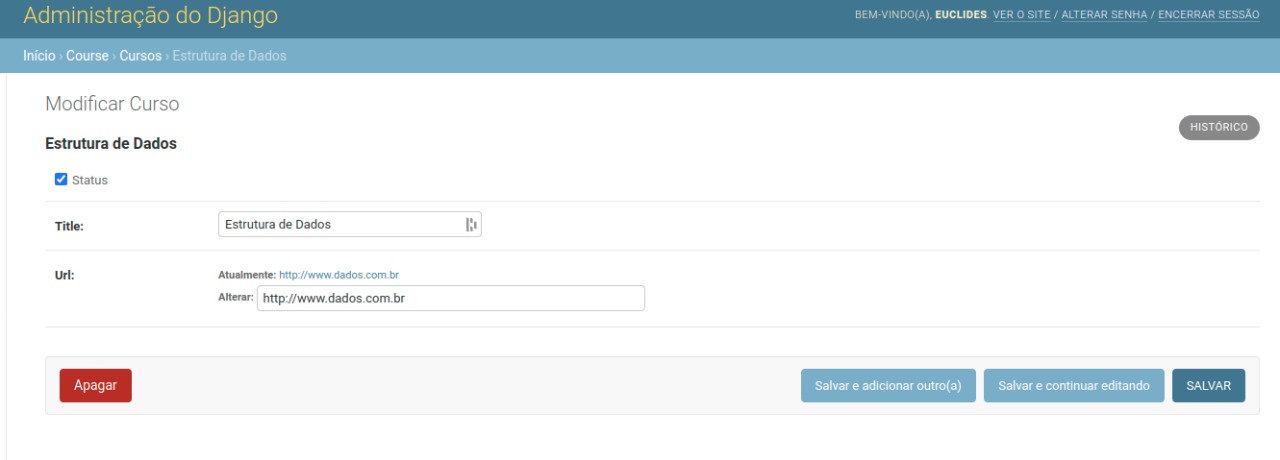 Administração do Django
BEM-VINDO(A), EUCLIDES. VER O SITE / ALTERAR SENHA / ENCERRAR SESSÃO
Início › Course › Cursos › Estrutura de Dados
Modificar Curso
HISTÓRICO
Estrutura de Dados
Status
Title: Estrutura de Dados
Url: Atualmente: http://www.dados.com.br
Alterar: http://www.dados.com.br
Apagar Salvar e adicionar outro(a) Salvar e continuar editando SALVAR